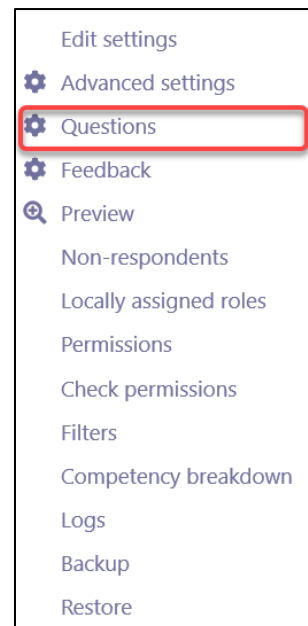 Edit settings
Advanced settings
Questions
Feedback
Preview
Non-respondents
Locally assigned roles
Permissions
Check permissions
Filters
Competency breakdown
Logs
Backup
Restore